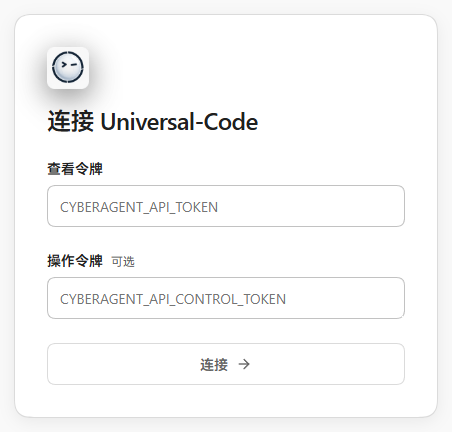 连接 Universal-Code
查看令牌
CYBERAGENT_API_TOKEN
操作令牌 可选
CYBERAGENT_API_CONTROL_TOKEN
连接 →